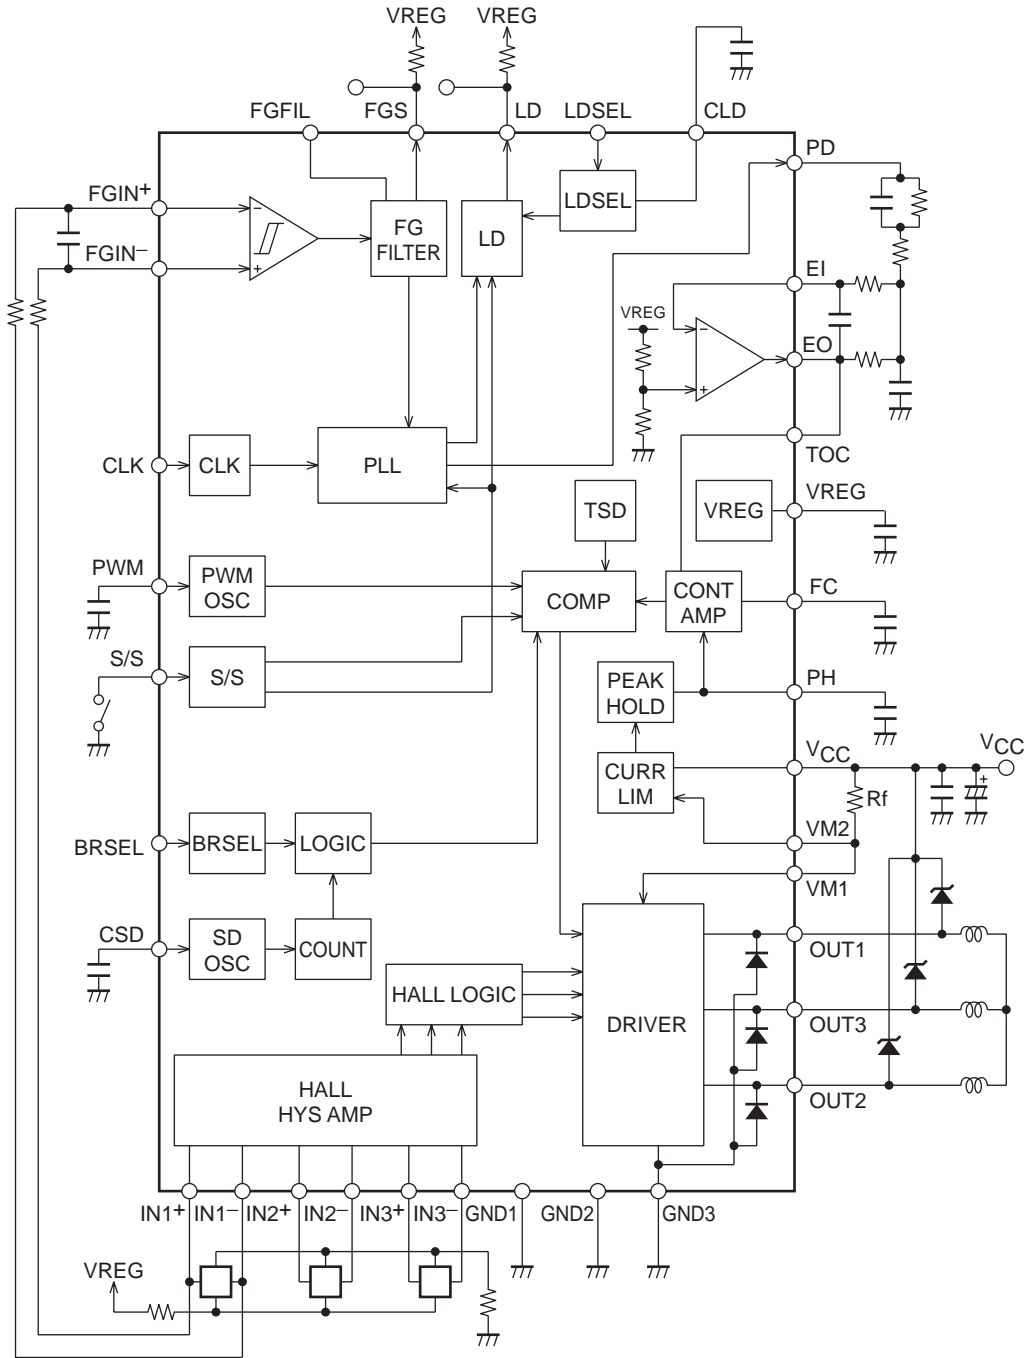 VREG VREG
FGFIL FGS LD LDSEL CLD
PD
FGIN+
LDSEL
FG
FILTER
LD
FGIN−
EI
VREG
EO
TOC
CLK
CLK
PLL
VREG
TSD
VREG
PWM
PWM
OSC
COMP
CONT
AMP
FC
S/S
S/S
PEAK
HOLD
PH
VCC
VCC
CURR
LIM
Rf
BRSEL
BRSEL
LOGIC
VM2
VM1
CSD
SD
OSC
COUNT
OUT1
HALL LOGIC
DRIVER
OUT3
HALL
HYS AMP
OUT2
IN1+ IN1− IN2+ IN2− IN3+ IN3− GND1 GND2 GND3
VREG